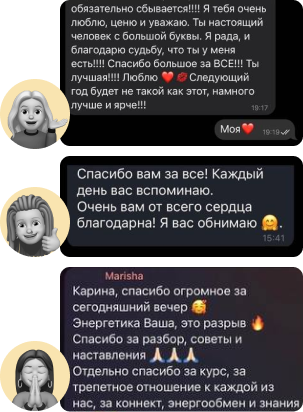 обязательно сбывается!!!! Я тебя очень
люблю, ценю и уважаю. Ты настоящий
человек с большой буквы. Я рада, и
благодарю судьбу, что ты у меня
есть!!!! Спасибо большое за ВСЕ!!! Ты
лучшая!!!! Люблю ❤️💋Следующий
год будет не такой как этот, намного
лучше и ярче!!!
19:17
Моя❤️ 19:19
Спасибо вам за все! Каждый
день вас вспоминаю.
Очень вам от всего сердца
благодарна! Я вас обнимаю 🤗.
15:41
Marisha
Карина, спасибо огромное за
сегодняшний вечер 🥰
Энергетика Ваша, это разрыв 🔥
Спасибо за разбор, советы и
наставления 🙏🏻🙏🏻🙏🏻
Отдельно спасибо за курс, за
трепетное отношение к каждой из
нас, за коннект, энергообмен и знания